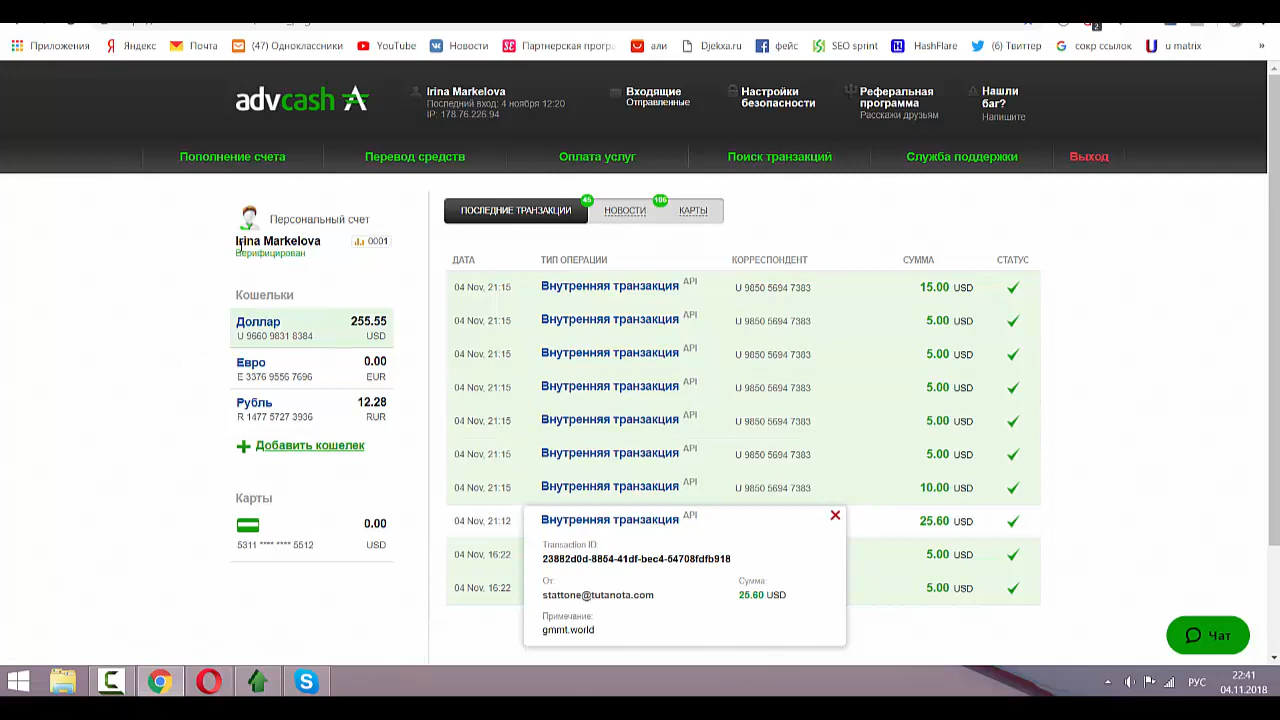 Приложения Яндекс Почта (47) Одноклассники YouTube Новости Партнерская прогр али Djekxa.ru фейс SEO sprint HashFlare (6) Твиттер сокр ссылок u matrix »
advcash
Irina Markelova
Последний вход: 4 ноября 12:20
IP: 178.76.226.94
Входящие
Отправленные
Настройки
безопасности
Реферальная
программа
Расскажи друзьям
Нашли
баг?
Напишите
Пополнение счета Перевод средств Оплата услуг Поиск транзакций Служба поддержки Выход
Персональный счет
Irina Markelova 0001
Верифицирован
Кошельки
Доллар 255.55
U 9660 9831 8384 USD
Евро 0.00
E 3376 9556 7696 EUR
Рубль 12.28
R 1477 5727 3936 RUR
Добавить кошелек
Карты
0.00
5311 **** **** 5512 USD
ПОСЛЕДНИЕ ТРАНЗАКЦИИ 45 НОВОСТИ 106 КАРТЫ
ДАТА ТИП ОПЕРАЦИИ КОРРЕСПОНДЕНТ СУММА СТАТУС
04 Nov, 21:15 Внутренняя транзакция API U 9850 5694 7383 15.00 USD
04 Nov, 21:15 Внутренняя транзакция API U 9850 5694 7383 5.00 USD
04 Nov, 21:15 Внутренняя транзакция API U 9850 5694 7383 5.00 USD
04 Nov, 21:15 Внутренняя транзакция API U 9850 5694 7383 5.00 USD
04 Nov, 21:15 Внутренняя транзакция API U 9850 5694 7383 5.00 USD
04 Nov, 21:15 Внутренняя транзакция API U 9850 5694 7383 5.00 USD
04 Nov, 21:15 Внутренняя транзакция API U 9850 5694 7383 10.00 USD
04 Nov, 21:12 Внутренняя транзакция API 25.60 USD
Transaction ID:
23882d0d-8854-41df-bec4-54708fdfb918
От: Сумма:
stattone@tutanota.com 25.60 USD
Примечание:
gmmt.world
04 Nov, 16:22 5.00 USD
04 Nov, 16:22 5.00 USD
Чат
РУС
22:41
04.11.2018